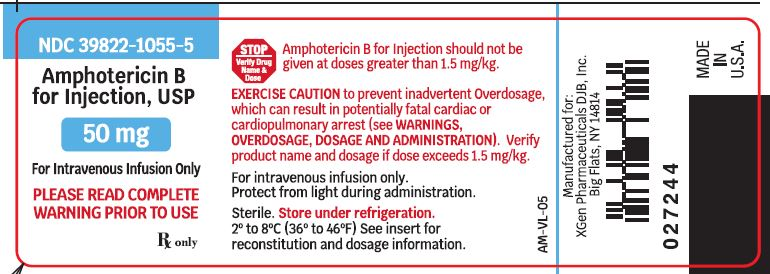 NDC 39822-1055-5
Amphotericin B
for Injection, USP
50 mg
For Intravenous Infusion Only
PLEASE READ COMPLETE
WARNING PRIOR TO USE
Rx only
STOP
Verify Drug
Name &
Dose
Amphotericin B for Injection should not be
given at doses greater than 1.5 mg/kg.
EXERCISE CAUTION to prevent inadvertent Overdosage,
which can result in potentially fatal cardiac or
cardiopulmonary arrest (see WARNINGS,
OVERDOSAGE, DOSAGE AND ADMINISTRATION). Verify
product name and dosage if dose exceeds 1.5 mg/kg.
For intravenous infusion only.
Protect from light during administration.
Sterile. Store under refrigeration.
2º to 8ºC (36º to 46ºF) See insert for
reconstitution and dosage information.
AM-VL-05
Manufactured for:
XGen Pharmaceuticals DJB, Inc.
Big Flats, NY 14814
027244
MADE
IN
U.S.A.